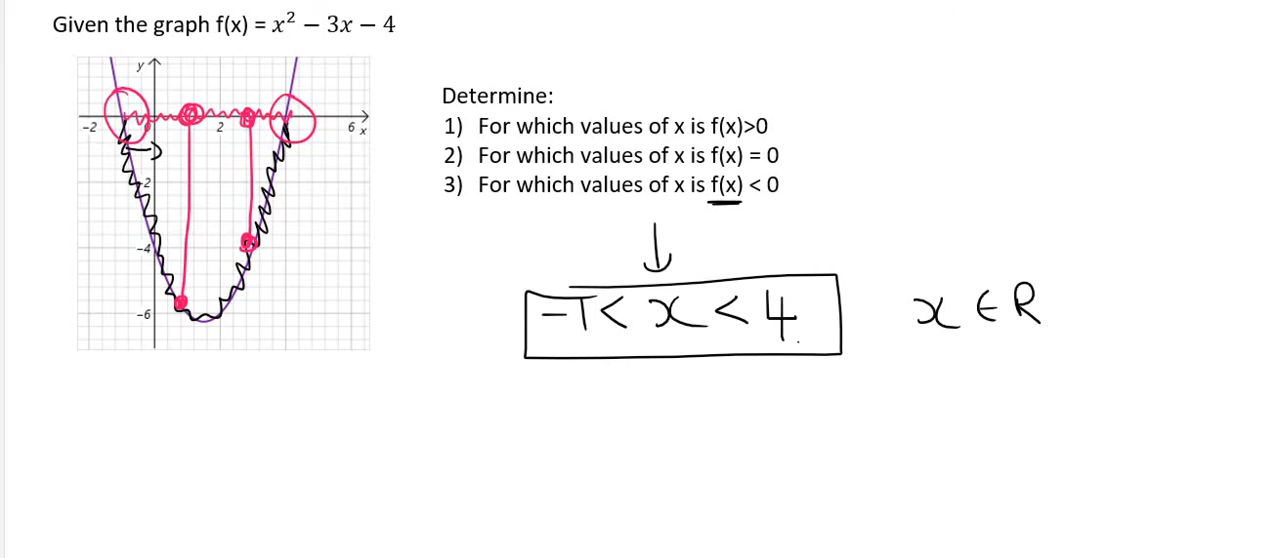 Given the graph f(x) = x² − 3x − 4
y
-2
2
6 x
-2
-4
-6
Determine:
1) For which values of x is f(x)>0
2) For which values of x is f(x) = 0
3) For which values of x is f(x) < 0
-1 < x < 4
x ∈ R